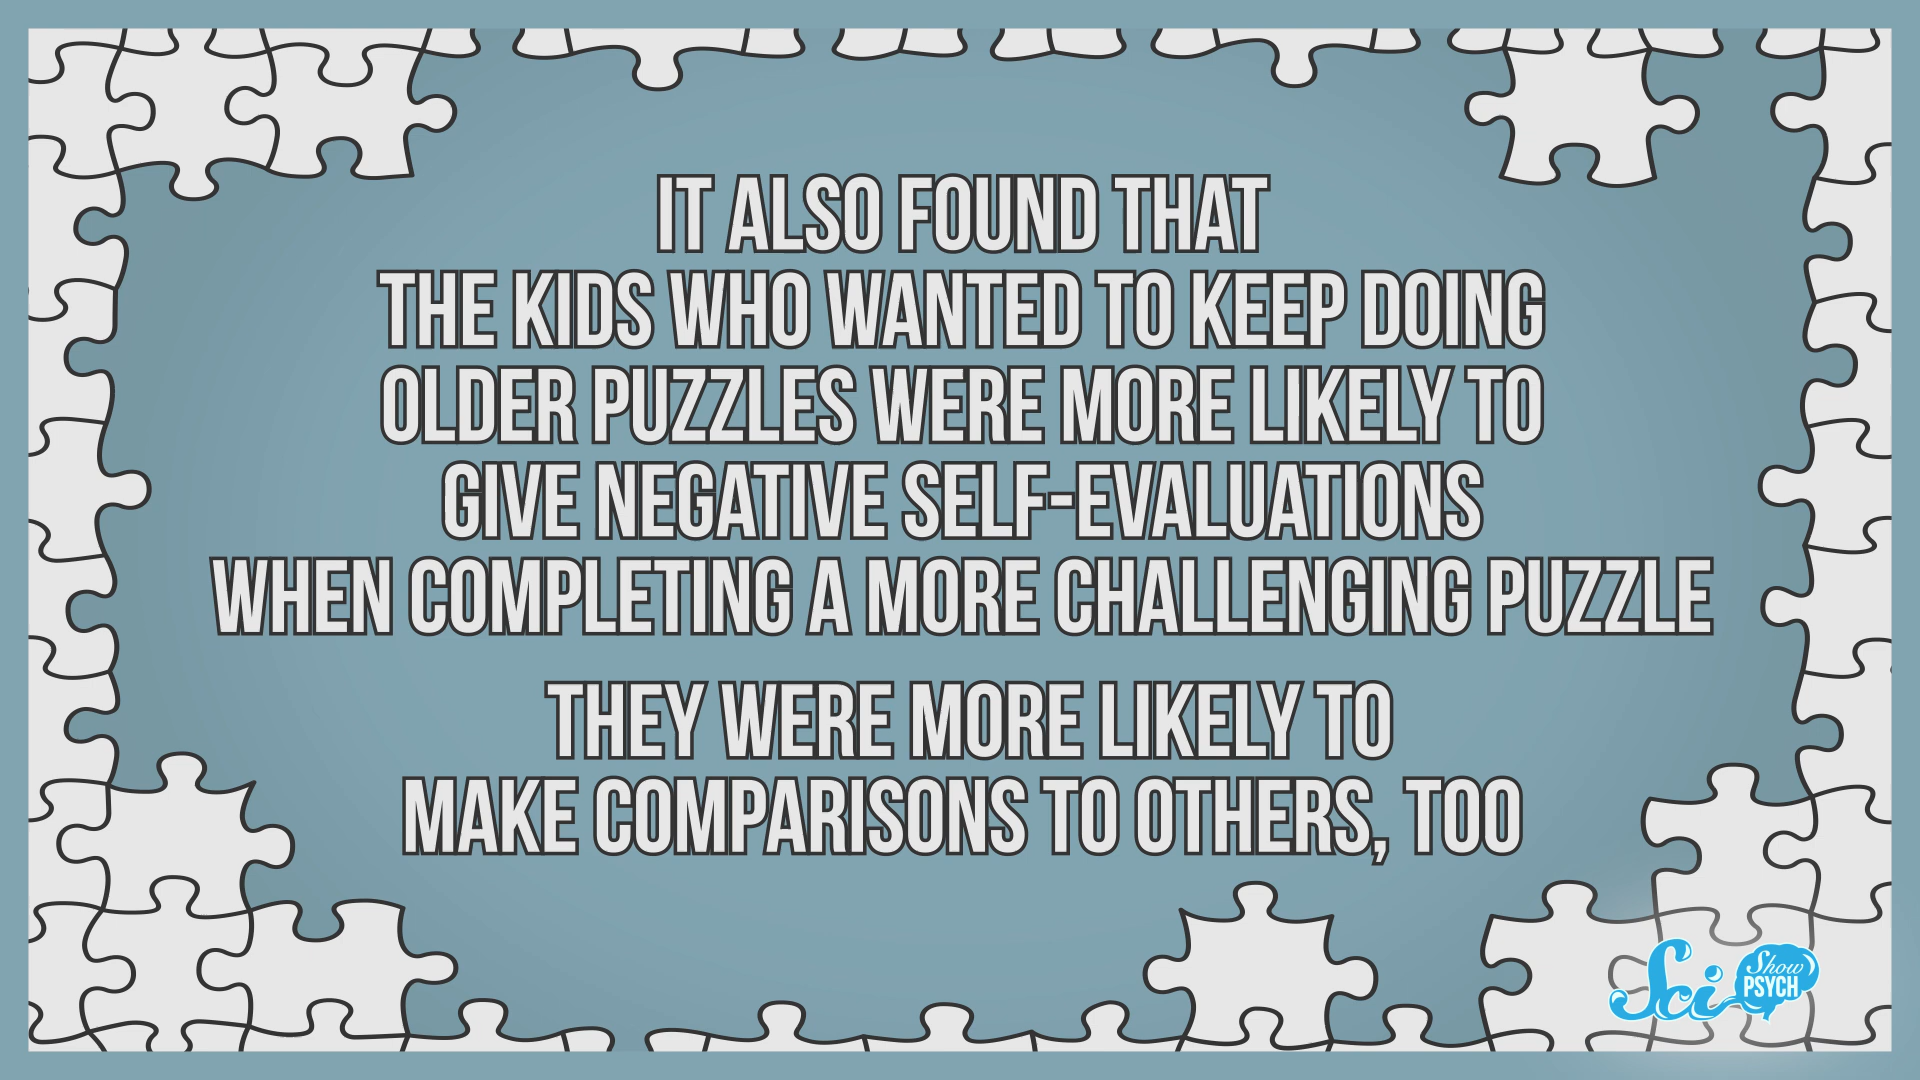 IT ALSO FOUND THAT
THE KIDS WHO WANTED TO KEEP DOING
OLDER PUZZLES WERE MORE LIKELY TO
GIVE NEGATIVE SELF-EVALUATIONS
WHEN COMPLETING A MORE CHALLENGING PUZZLE
THEY WERE MORE LIKELY TO
MAKE COMPARISONS TO OTHERS, TOO
Sci Show
PSYCH